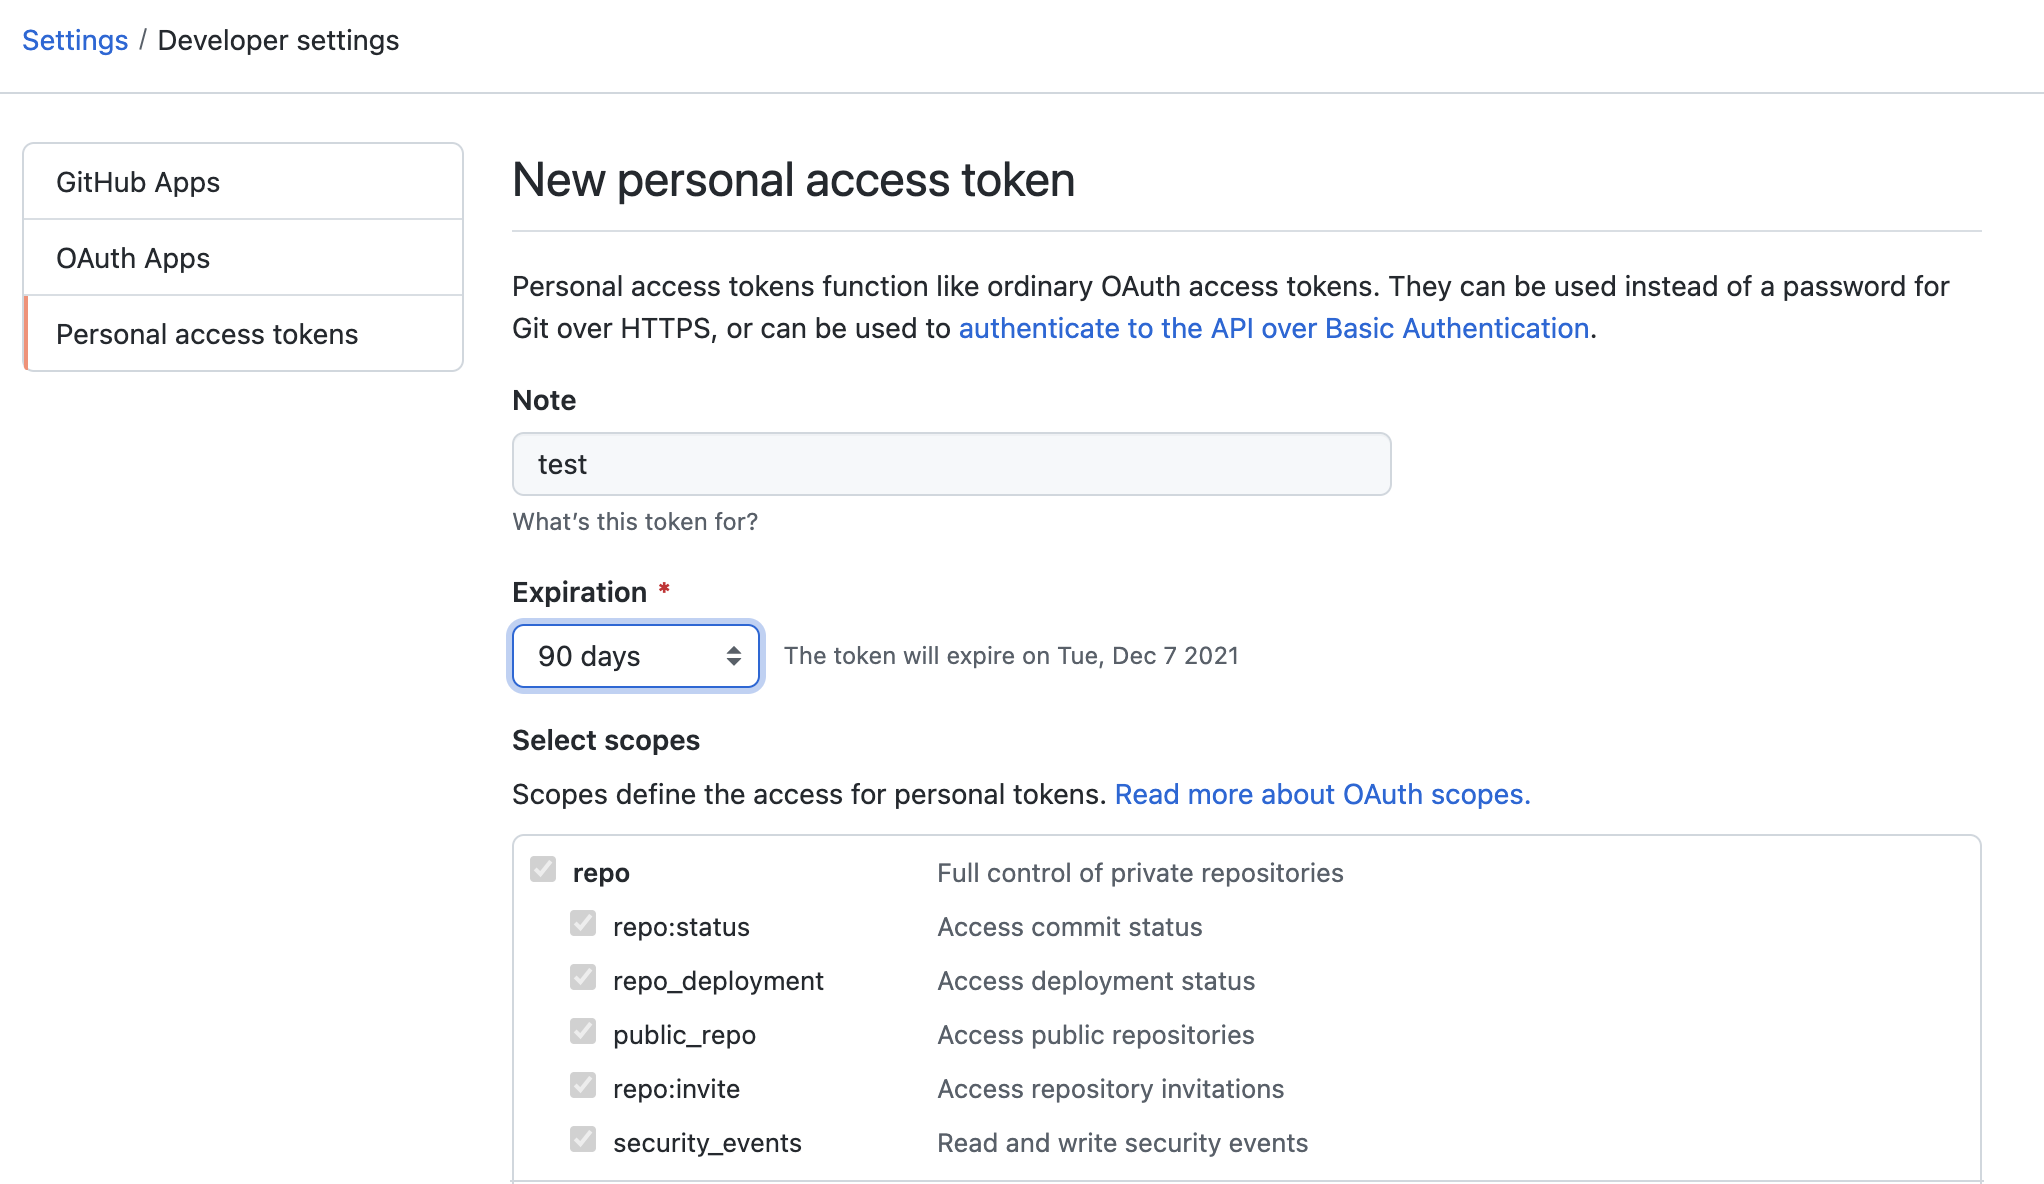 Settings / Developer settings
GitHub Apps
OAuth Apps
Personal access tokens
New personal access token
Personal access tokens function like ordinary OAuth access tokens. They can be used instead of a password for
Git over HTTPS, or can be used to authenticate to the API over Basic Authentication.
Note
test
What's this token for?
Expiration *
90 days The token will expire on Tue, Dec 7 2021
Select scopes
Scopes define the access for personal tokens. Read more about OAuth scopes.
repo Full control of private repositories
repo:status Access commit status
repo_deployment Access deployment status
public_repo Access public repositories
repo:invite Access repository invitations
security_events Read and write security events